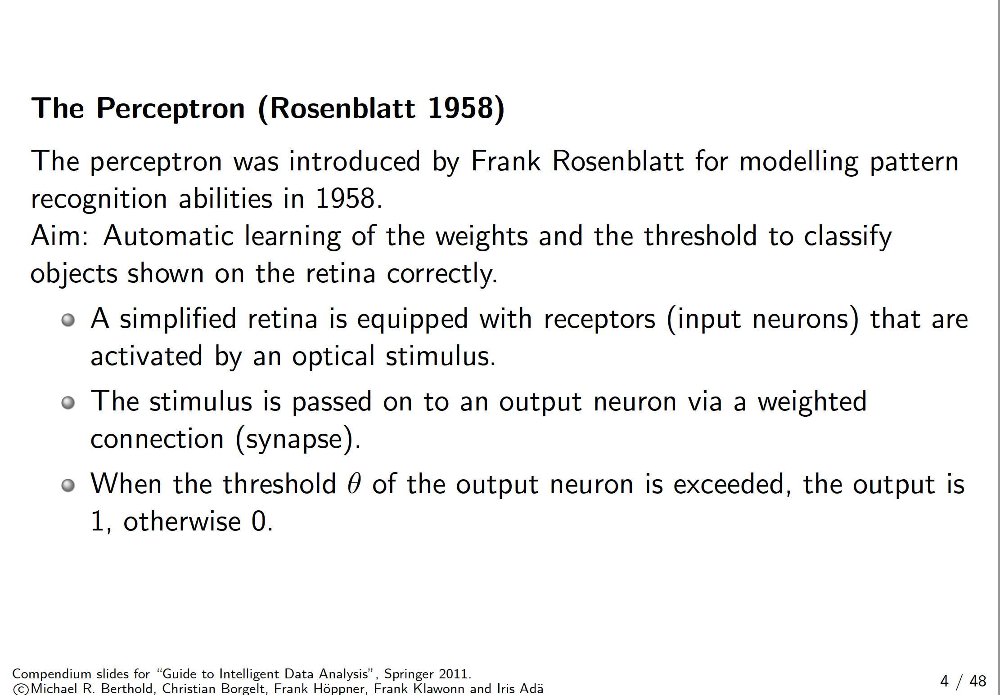 The Perceptron (Rosenblatt 1958)
The perceptron was introduced by Frank Rosenblatt for modelling pattern
recognition abilities in 1958.
Aim: Automatic learning of the weights and the threshold to classify
objects shown on the retina correctly.
A simplified retina is equipped with receptors (input neurons) that are
activated by an optical stimulus.
The stimulus is passed on to an output neuron via a weighted
connection (synapse).
When the threshold θ of the output neuron is exceeded, the output is
1, otherwise 0.
Compendium slides for “Guide to Intelligent Data Analysis”, Springer 2011.
©Michael R. Berthold, Christian Borgelt, Frank Höppner, Frank Klawonn and Iris Adä
4 / 48